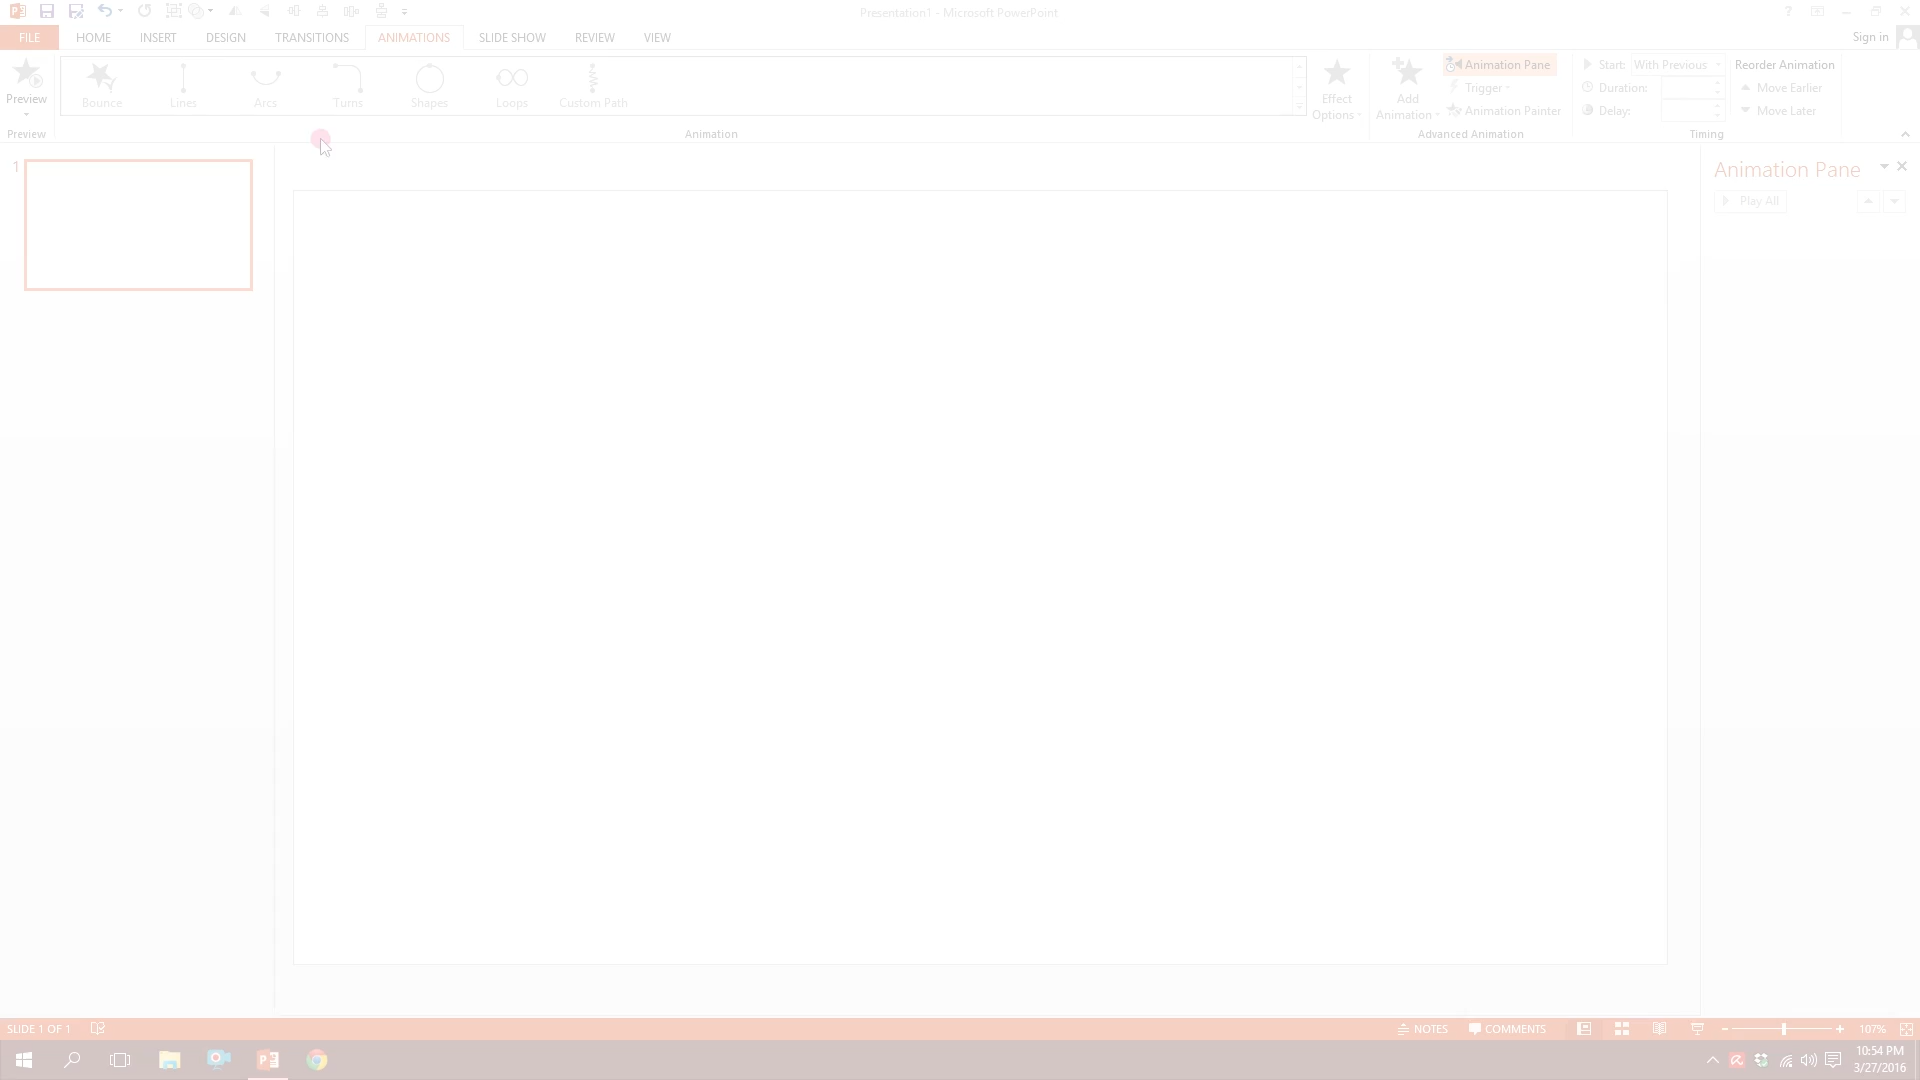 Presentation1 - Microsoft PowerPoint
FILE HOME INSERT DESIGN TRANSITIONS ANIMATIONS SLIDE SHOW REVIEW VIEW Sign in
Preview Bounce Lines Arcs Turns Shapes Loops Custom Path Effect Options Add Animation
Animation Pane Start: With Previous Reorder Animation
Trigger Duration: Move Earlier
Animation Painter Delay: Move Later
Preview Animation Advanced Animation Timing
1
Animation Pane
Play All
SLIDE 1 OF 1 NOTES COMMENTS 107%
10:54 PM
3/27/2016